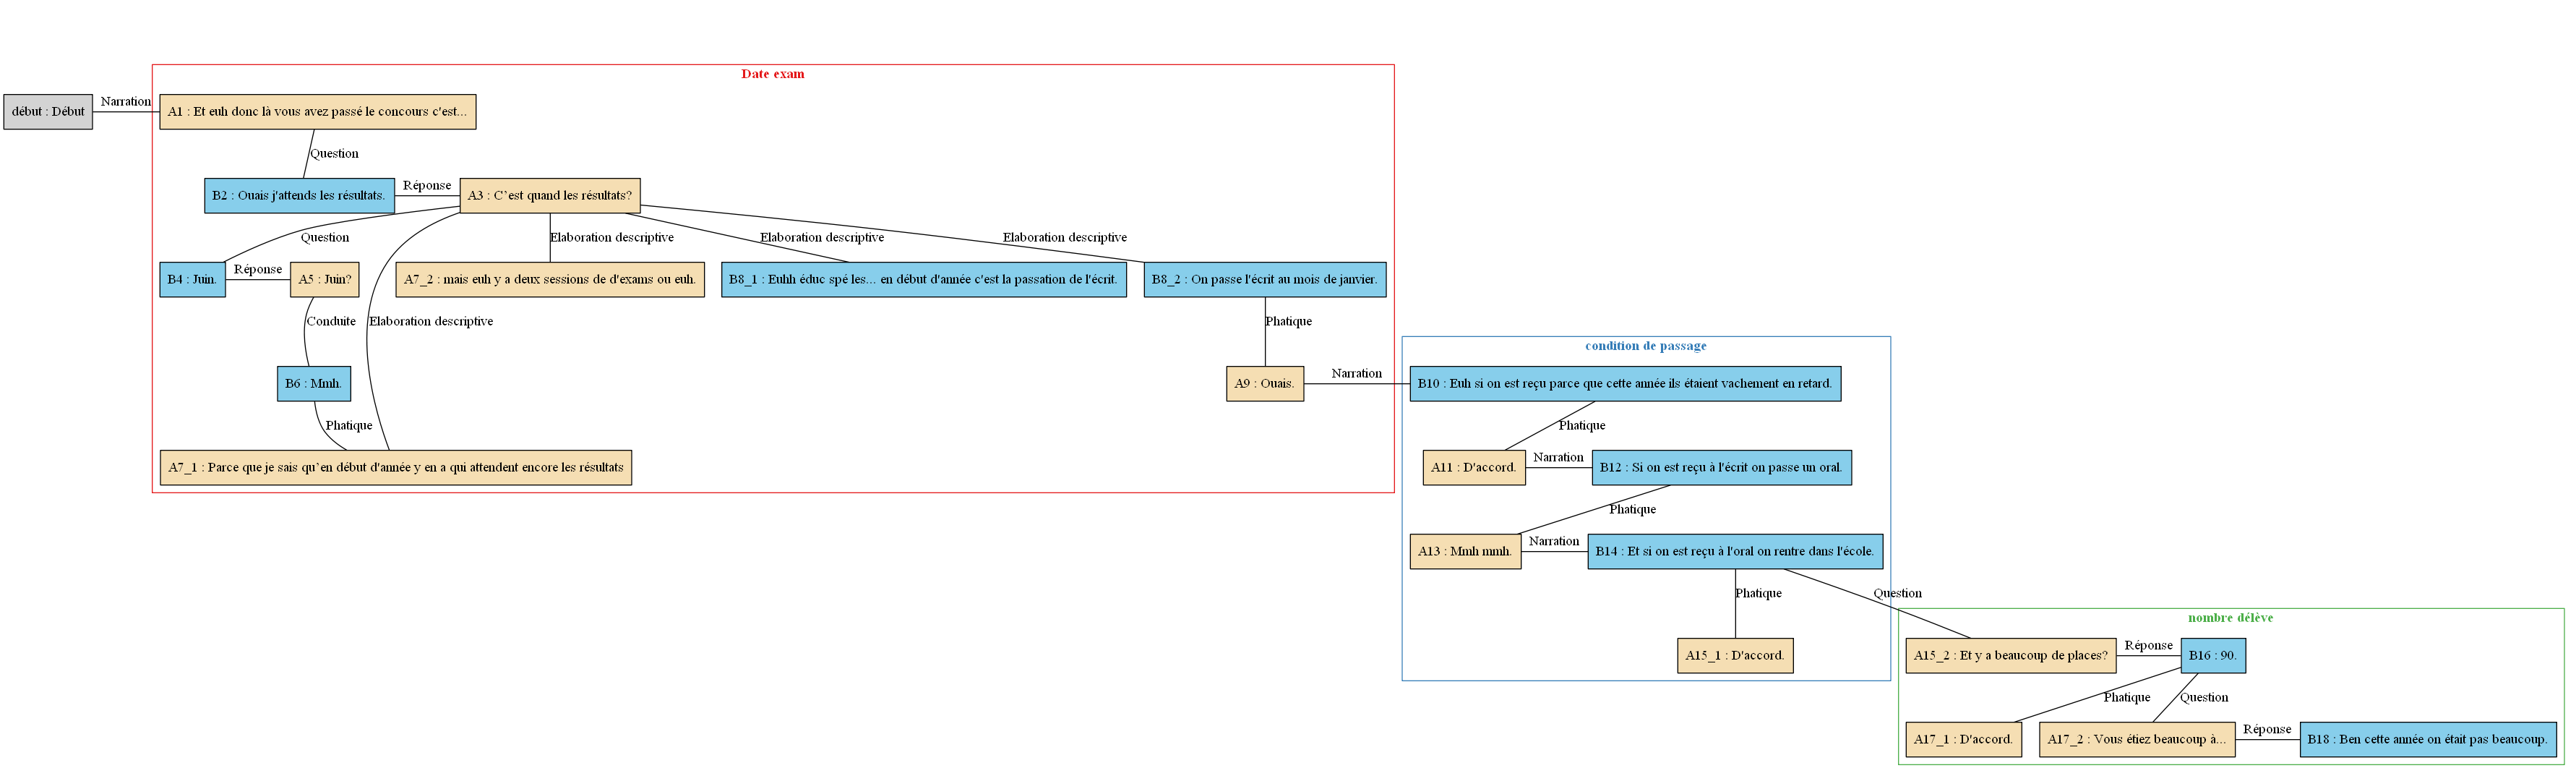 Date exam
début : Début
Narration
A1 : Et euh donc là vous avez passé le concours c'est...
Question
B2 : Ouais j'attends les résultats.
Réponse
A3 : C’est quand les résultats?
Question
Elaboration descriptive
Elaboration descriptive
Elaboration descriptive
B4 : Juin.
Réponse
A5 : Juin?
A7_2 : mais euh y a deux sessions de d'exams ou euh.
B8_1 : Euhh éduc spé les... en début d'année c'est la passation de l'écrit.
B8_2 : On passe l'écrit au mois de janvier.
Conduite
Elaboration descriptive
Phatique
B6 : Mmh.
A9 : Ouais.
Narration
Phatique
A7_1 : Parce que je sais qu’en début d'année y en a qui attendent encore les résultats
condition de passage
B10 : Euh si on est reçu parce que cette année ils étaient vachement en retard.
Phatique
A11 : D'accord.
Narration
B12 : Si on est reçu à l'écrit on passe un oral.
Phatique
A13 : Mmh mmh.
Narration
B14 : Et si on est reçu à l'oral on rentre dans l'école.
Phatique
Question
A15_1 : D'accord.
nombre délève
A15_2 : Et y a beaucoup de places?
Réponse
B16 : 90.
Phatique
Question
A17_1 : D'accord.
A17_2 : Vous étiez beaucoup à...
Réponse
B18 : Ben cette année on était pas beaucoup.